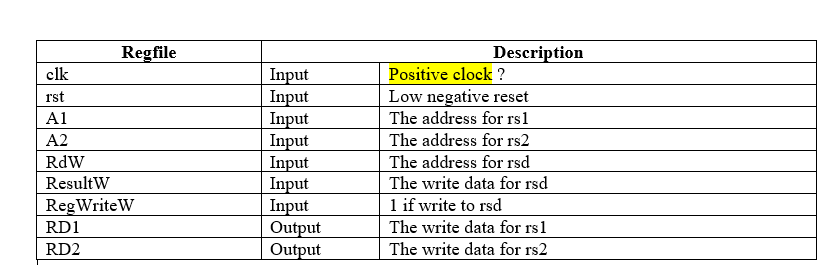 Regfile Description
clk Input Positive clock ?
rst Input Low negative reset
A1 Input The address for rs1
A2 Input The address for rs2
RdW Input The address for rsd
ResultW Input The write data for rsd
RegWriteW Input 1 if write to rsd
RD1 Output The write data for rs1
RD2 Output The write data for rs2